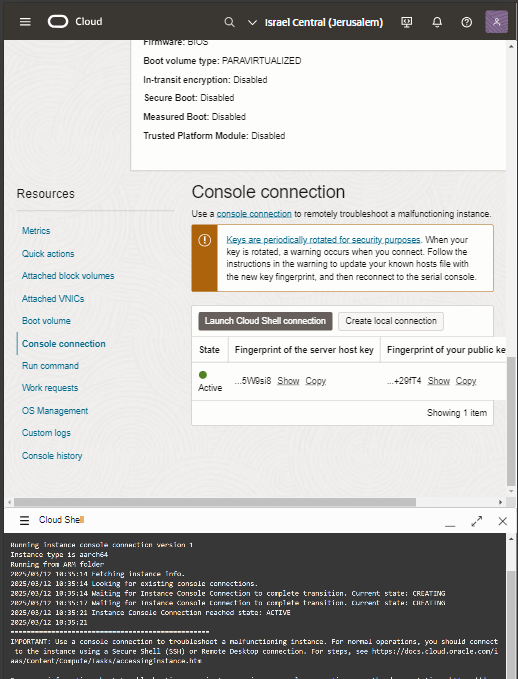 Cloud
Israel Central (Jerusalem)
Firmware: BIOS
Boot volume type: PARAVIRTUALIZED
In-transit encryption: Disabled
Secure Boot: Disabled
Measured Boot: Disabled
Trusted Platform Module: Disabled
Resources
Metrics
Quick actions
Attached block volumes
Attached VNICs
Boot volume
Console connection
Run command
Work requests
OS Management
Custom logs
Console history
Console connection
Use a console connection to remotely troubleshoot a malfunctioning instance.
Keys are periodically rotated for security purposes. When your
key is rotated, a warning occurs when you connect. Follow the
instructions in the warning to update your known hosts file with
the new key fingerprint, and then reconnect to the serial console.
Launch Cloud Shell connection Create local connection
State Fingerprint of the server host key Fingerprint of your public ke
Active ...5W9si8 Show Copy ...+29fT4 Show Copy
Showing 1 item
Cloud Shell
Running instance console connection version 1
Instance type is aarch64
Running from ARM folder
2025/03/12 10:35:14 Fetching instance info.
2025/03/12 10:35:14 Looking for existing console connections.
2025/03/12 10:35:14 Waiting for Instance Console Connection to complete transition. Current state: CREATING
2025/03/12 10:35:17 Waiting for Instance Console Connection to complete transition. Current state: CREATING
2025/03/12 10:35:21 Instance Console Connection reached state: ACTIVE
2025/03/12 10:35:21
==================================================
IMPORTANT: Use a console connection to troubleshoot a malfunctioning instance. For normal operations, you should connect
to the instance using a Secure Shell (SSH) or Remote Desktop connection. For steps, see https://docs.cloud.oracle.com/i
aas/Content/Compute/Tasks/accessinginstance.htm